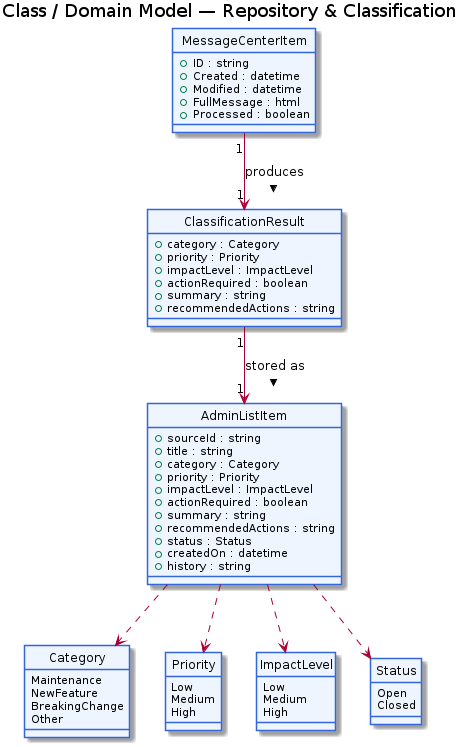 Class / Domain Model — Repository & Classification
MessageCenterItem
ID : string
Created : datetime
Modified : datetime
FullMessage : html
Processed : boolean
1
produces
▼
1
ClassificationResult
category : Category
priority : Priority
impactLevel : ImpactLevel
actionRequired : boolean
summary : string
recommendedActions : string
1
stored as
▼
1
AdminListItem
sourceId : string
title : string
category : Category
priority : Priority
impactLevel : ImpactLevel
actionRequired : boolean
summary : string
recommendedActions : string
status : Status
createdOn : datetime
history : string
Category
Maintenance
NewFeature
BreakingChange
Other
Priority
Low
Medium
High
ImpactLevel
Low
Medium
High
Status
Open
Closed